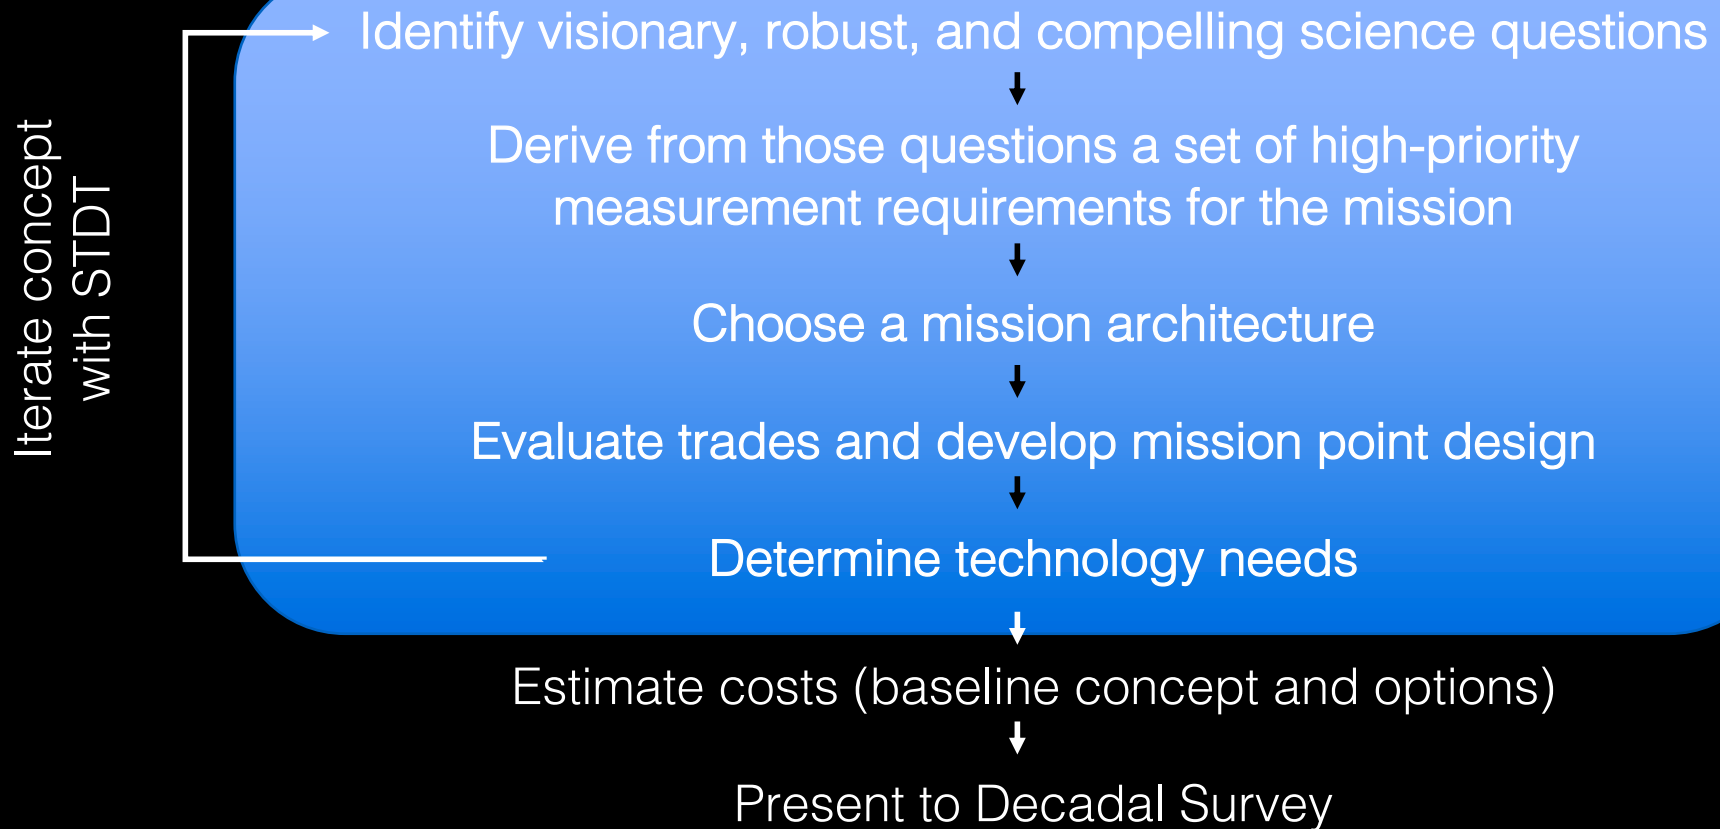 Identify visionary, robust, and compelling science questions
Derive from those questions a set of high-priority
measurement requirements for the mission
Choose a mission architecture
Evaluate trades and develop mission point design
Determine technology needs
Estimate costs (baseline concept and options)
Present to Decadal Survey
Iterate concept
with STDT